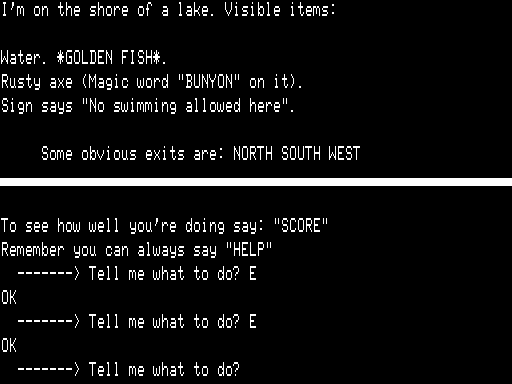 I'm on the shore of a lake. Visible items:
Water. *GOLDEN FISH*.
Rusty axe (Magic word "BUNYON" on it).
Sign says "No swimming allowed here".
Some obvious exits are: NORTH SOUTH WEST
To see how well you're doing say: "SCORE"
Remember you can always say "HELP"
-------> Tell me what to do? E
OK
-------> Tell me what to do? E
OK
-------> Tell me what to do?